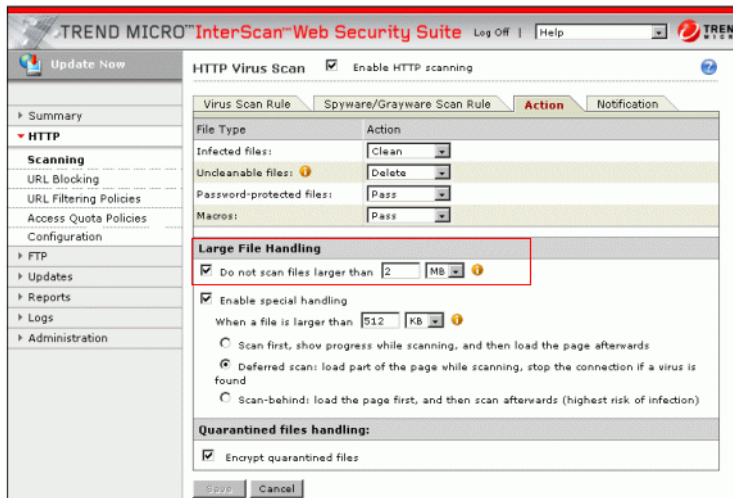 TREND MICRO™ InterScan™ Web Security Suite Log Off | Help
Update Now
HTTP Virus Scan Enable HTTP scanning
Virus Scan Rule Spyware/Grayware Scan Rule Action Notification
Summary
HTTP
Scanning
URL Blocking
URL Filtering Policies
Access Quota Policies
Configuration
FTP
Updates
Reports
Logs
Administration
File Type Action
Infected files: Clean
Uncleanable files: Delete
Password-protected files: Pass
Macros: Pass
Large File Handling
Do not scan files larger than 2 MB
Enable special handling
When a file is larger than 512 KB
Scan first, show progress while scanning, and then load the page afterwards
Deferred scan: load part of the page while scanning, stop the connection if a virus is
found
Scan-behind: load the page first, and then scan afterwards (highest risk of infection)
Quarantined files handling:
Encrypt quarantined files
Save Cancel